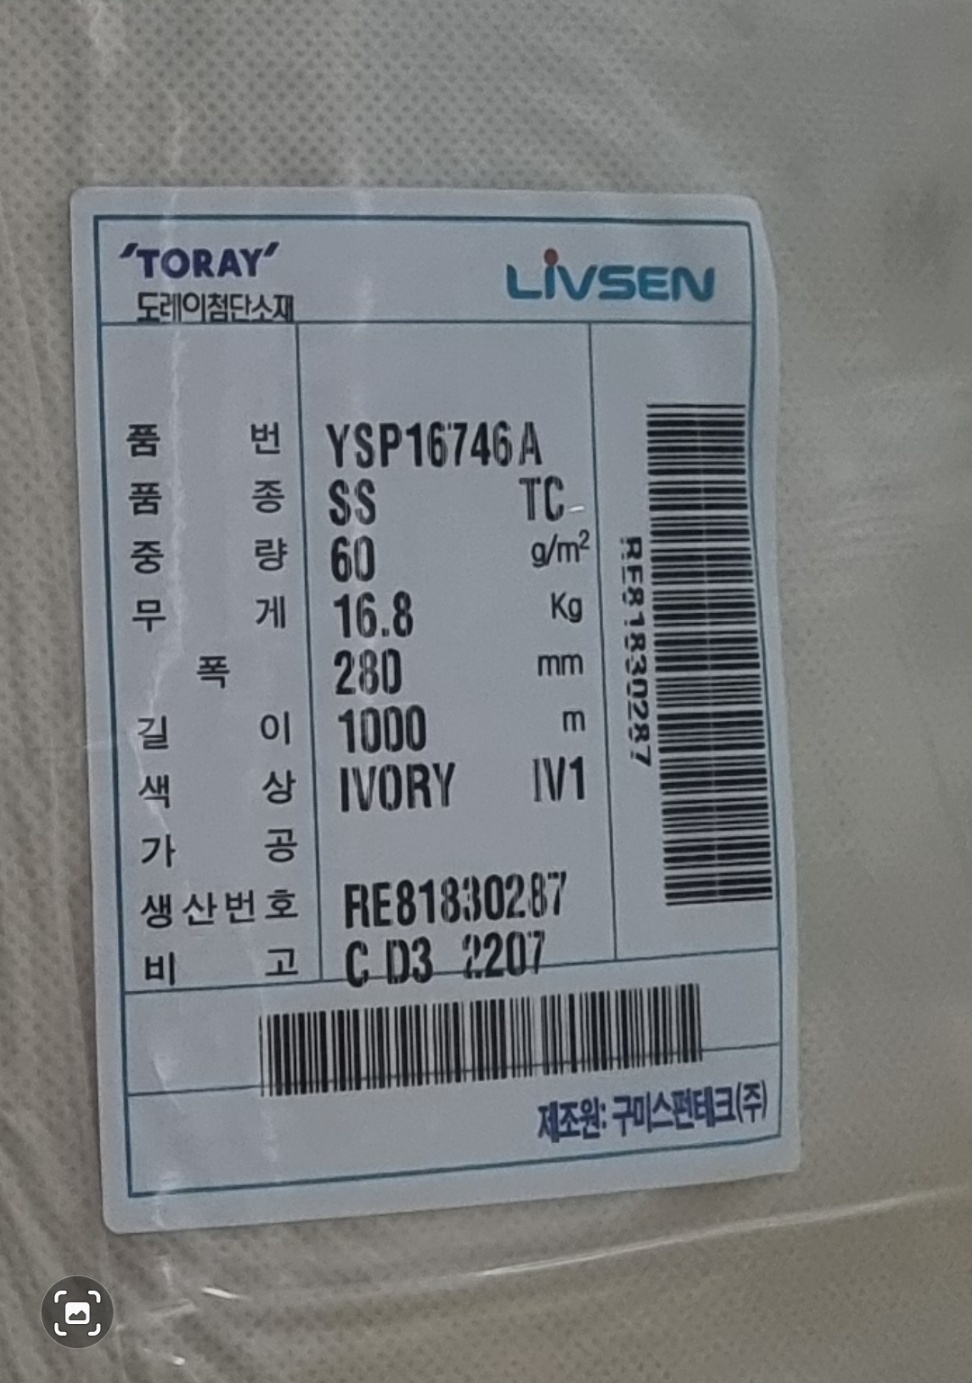 'TORAY'
도레이첨단소재
LIVSEN
품 번 YSP16746A
품 종 SS TC
중 량 60 g/m²
무 게 16.8 Kg
폭 280 mm
길 이 1000 m
색 상 IVORY IV1
가 공
생산번호 RE81830287
비 고 C D3 2207
RE81830287
제조원: 구미스펀테크(주)